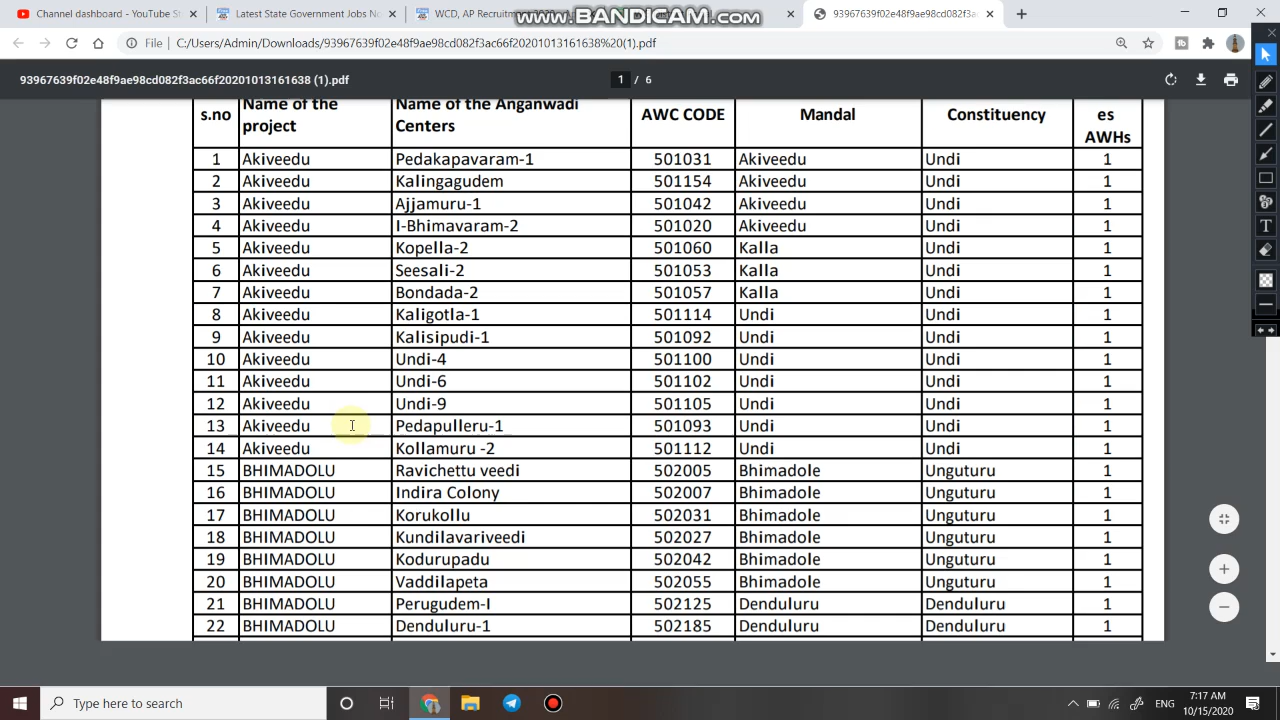 Channel dashboard - YouTube St
Latest State Government Jobs No
WCD, AP Recruitment 2020
www.BANDICAM.com
93967639f02e48f9ae98cd082f3ac
File C:/Users/Admin/Downloads/93967639f02e48f9ae98cd082f3ac66f20201013161638%20(1).pdf
93967639f02e48f9ae98cd082f3ac66f20201013161638 (1).pdf
1 / 6
s.no Name of the project Name of the Anganwadi Centers AWC CODE Mandal Constituency es AWHs
1 Akiveedu Pedakapavaram-1 501031 Akiveedu Undi 1
2 Akiveedu Kalingagudem 501154 Akiveedu Undi 1
3 Akiveedu Ajjamuru-1 501042 Akiveedu Undi 1
4 Akiveedu I-Bhimavaram-2 501020 Akiveedu Undi 1
5 Akiveedu Kopella-2 501060 Kalla Undi 1
6 Akiveedu Seesali-2 501053 Kalla Undi 1
7 Akiveedu Bondada-2 501057 Kalla Undi 1
8 Akiveedu Kaligotla-1 501114 Undi Undi 1
9 Akiveedu Kalisipudi-1 501092 Undi Undi 1
10 Akiveedu Undi-4 501100 Undi Undi 1
11 Akiveedu Undi-6 501102 Undi Undi 1
12 Akiveedu Undi-9 501105 Undi Undi 1
13 Akiveedu Pedapulleru-1 501093 Undi Undi 1
14 Akiveedu Kollamuru -2 501112 Undi Undi 1
15 BHIMADOLU Ravichettu veedi 502005 Bhimadole Unguturu 1
16 BHIMADOLU Indira Colony 502007 Bhimadole Unguturu 1
17 BHIMADOLU Korukollu 502031 Bhimadole Unguturu 1
18 BHIMADOLU Kundilavariveedi 502027 Bhimadole Unguturu 1
19 BHIMADOLU Kodurupadu 502042 Bhimadole Unguturu 1
20 BHIMADOLU Vaddilapeta 502055 Bhimadole Unguturu 1
21 BHIMADOLU Perugudem-I 502125 Denduluru Denduluru 1
22 BHIMADOLU Denduluru-1 502185 Denduluru Denduluru 1
Type here to search
ENG
7:17 AM
10/15/2020